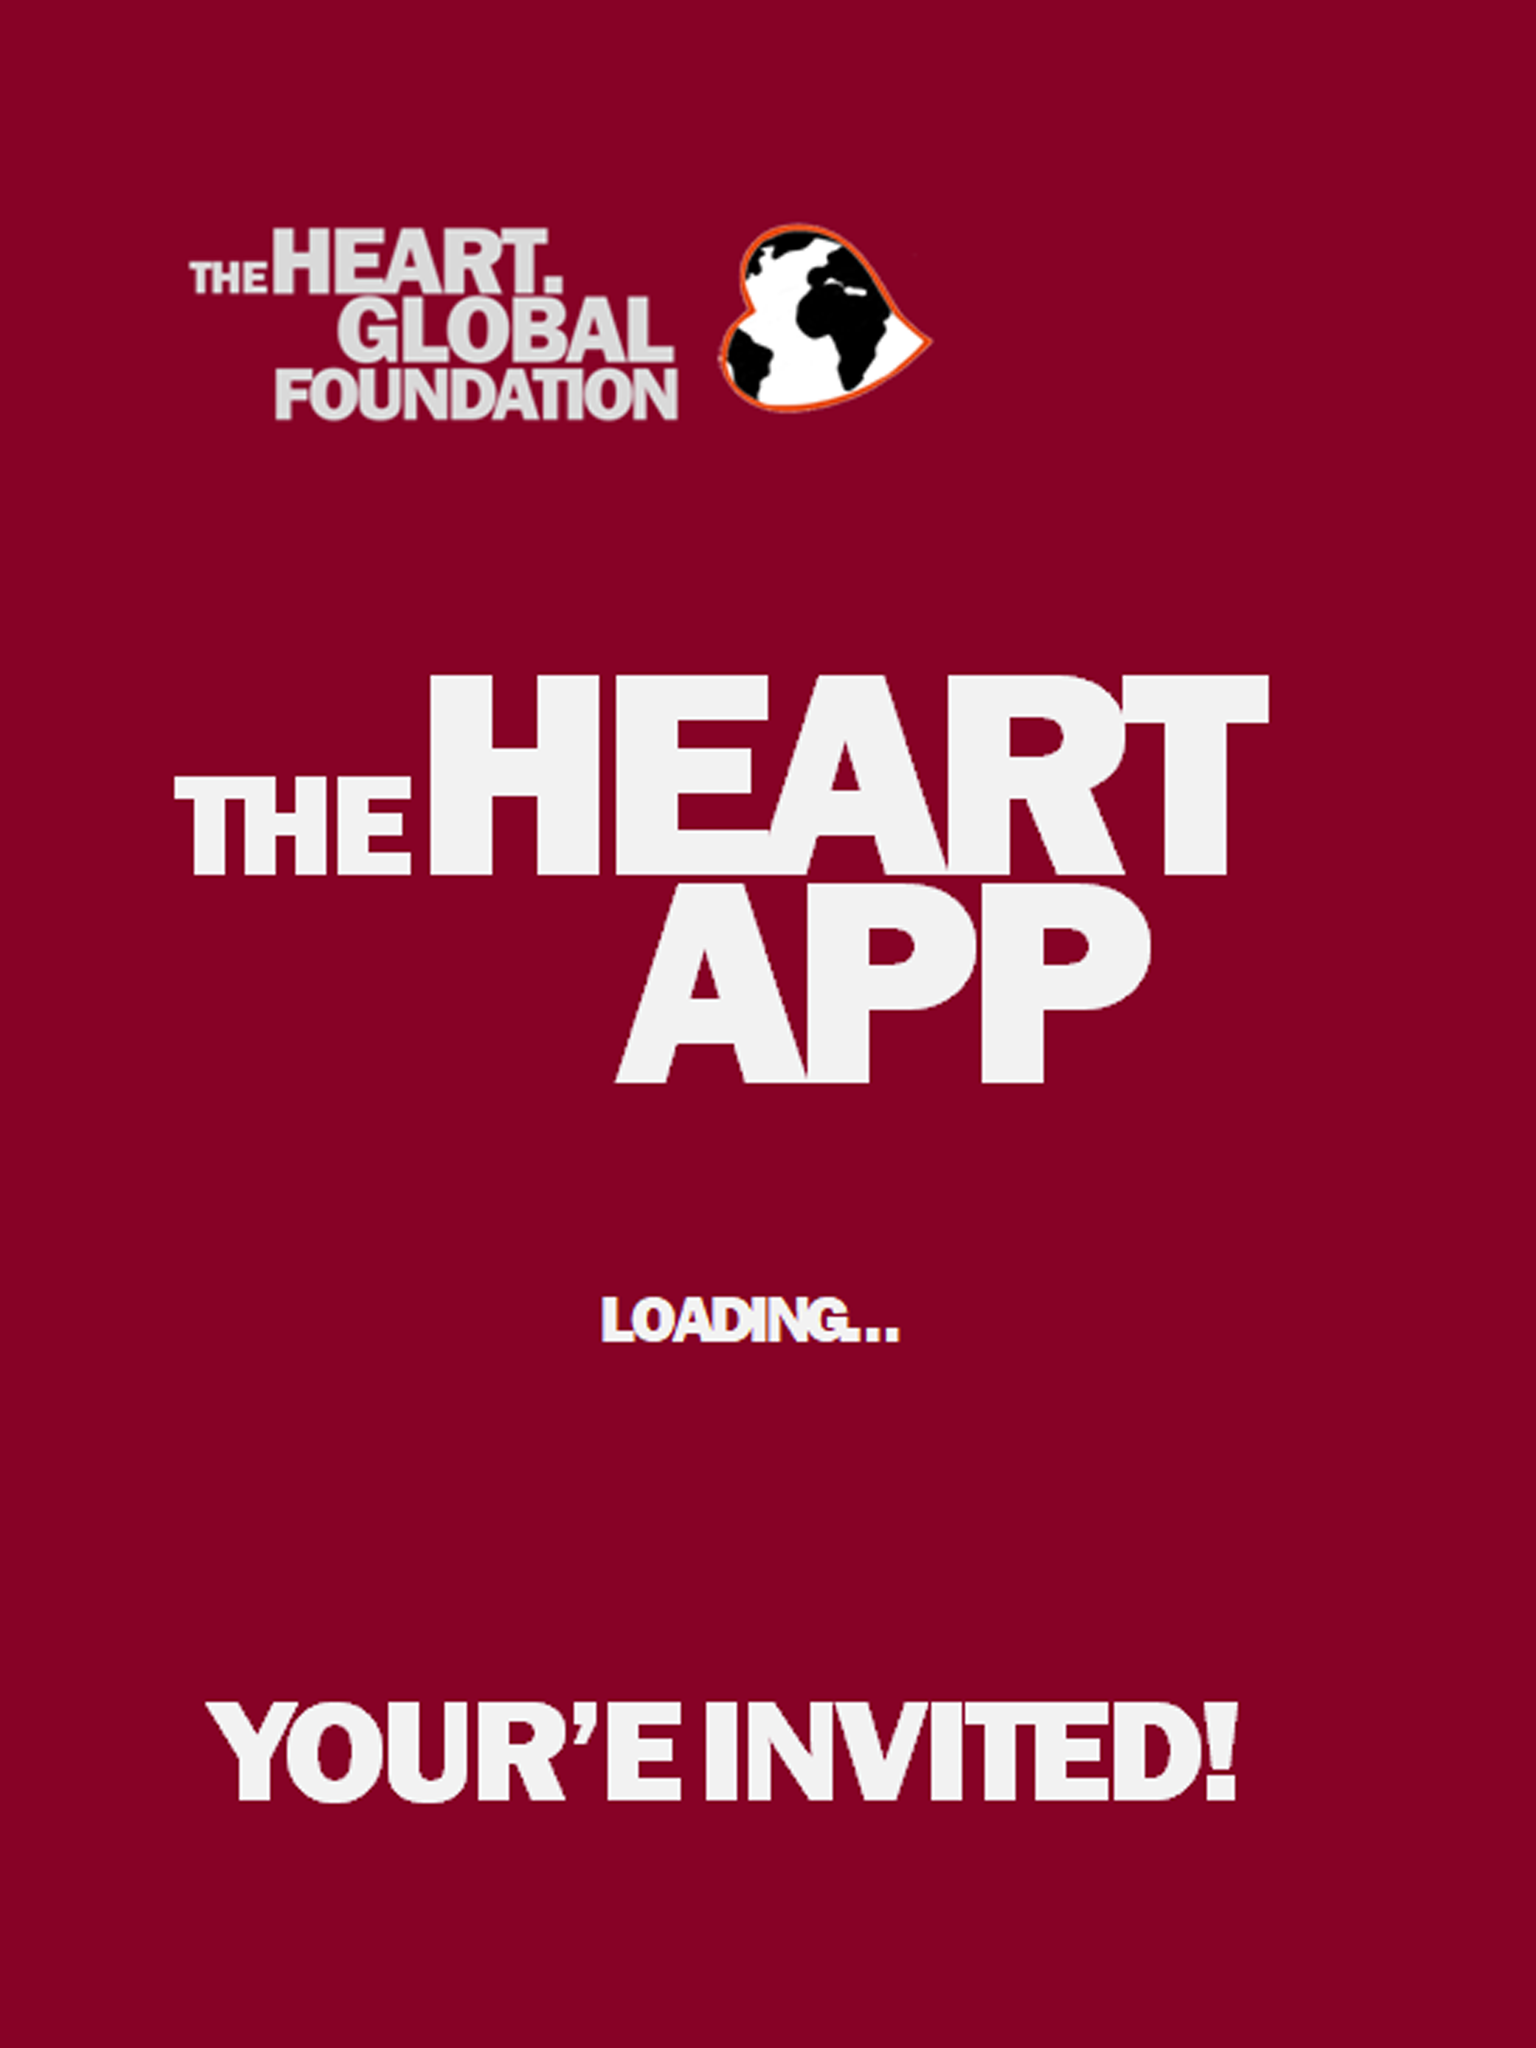 THE HEART.
GLOBAL
FOUNDATION
THE HEART
APP
LOADING...
YOUR'E INVITED!